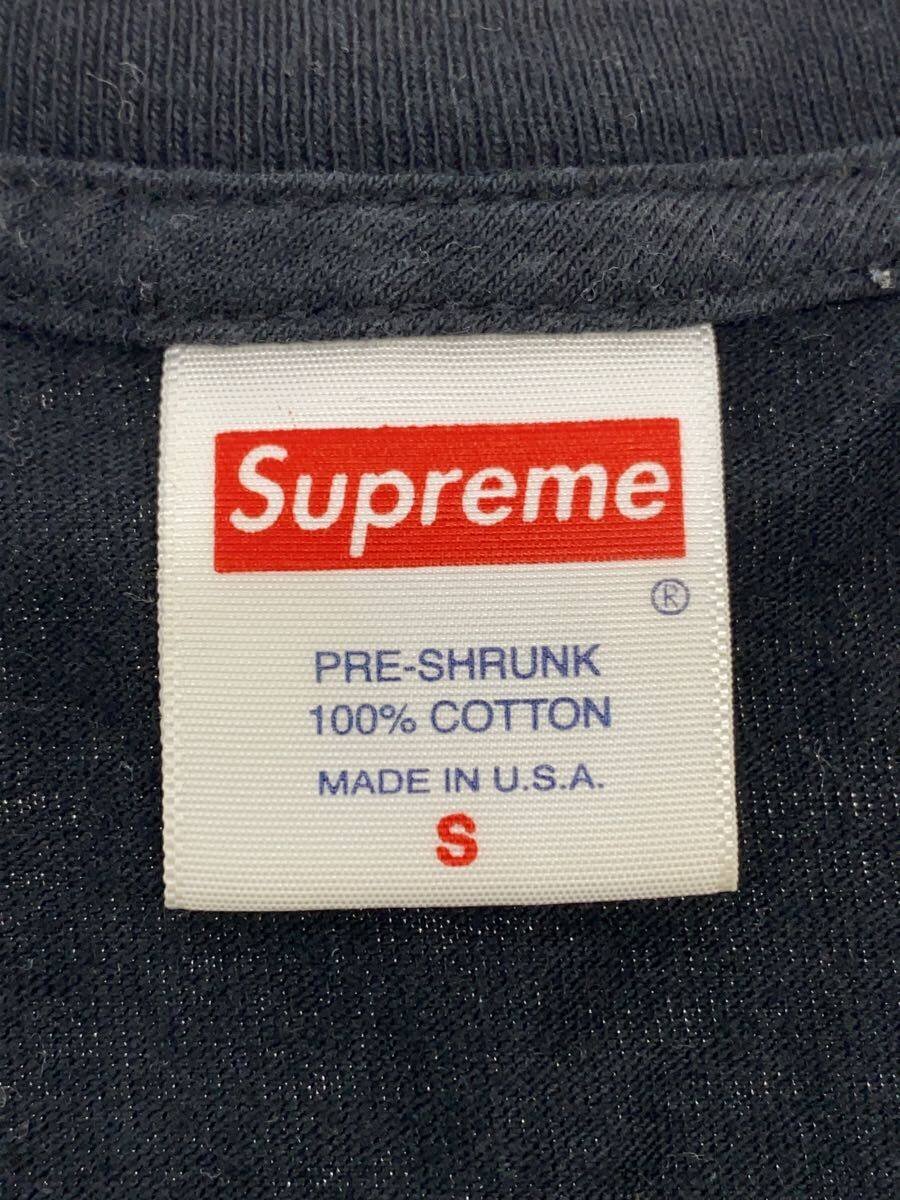 Supreme
®
PRE-SHRUNK
100% COTTON
MADE IN U.S.A.
S